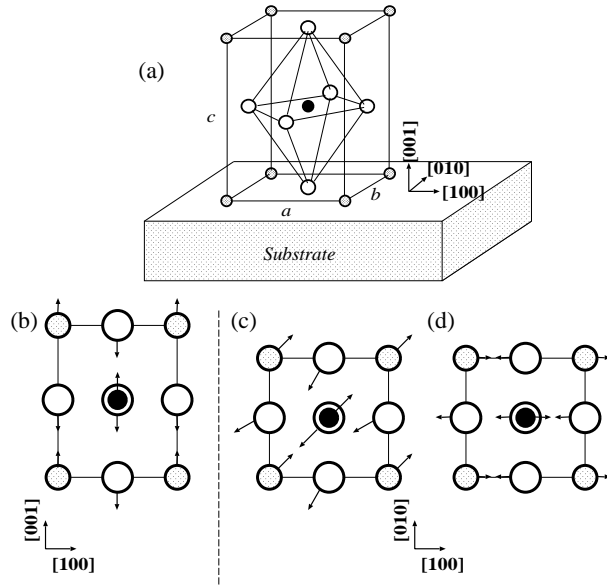 (a)
c
[001]
[010]
[100]
b
a
Substrate
(b)
(c)
(d)
[001]
[100]
[010]
[100]